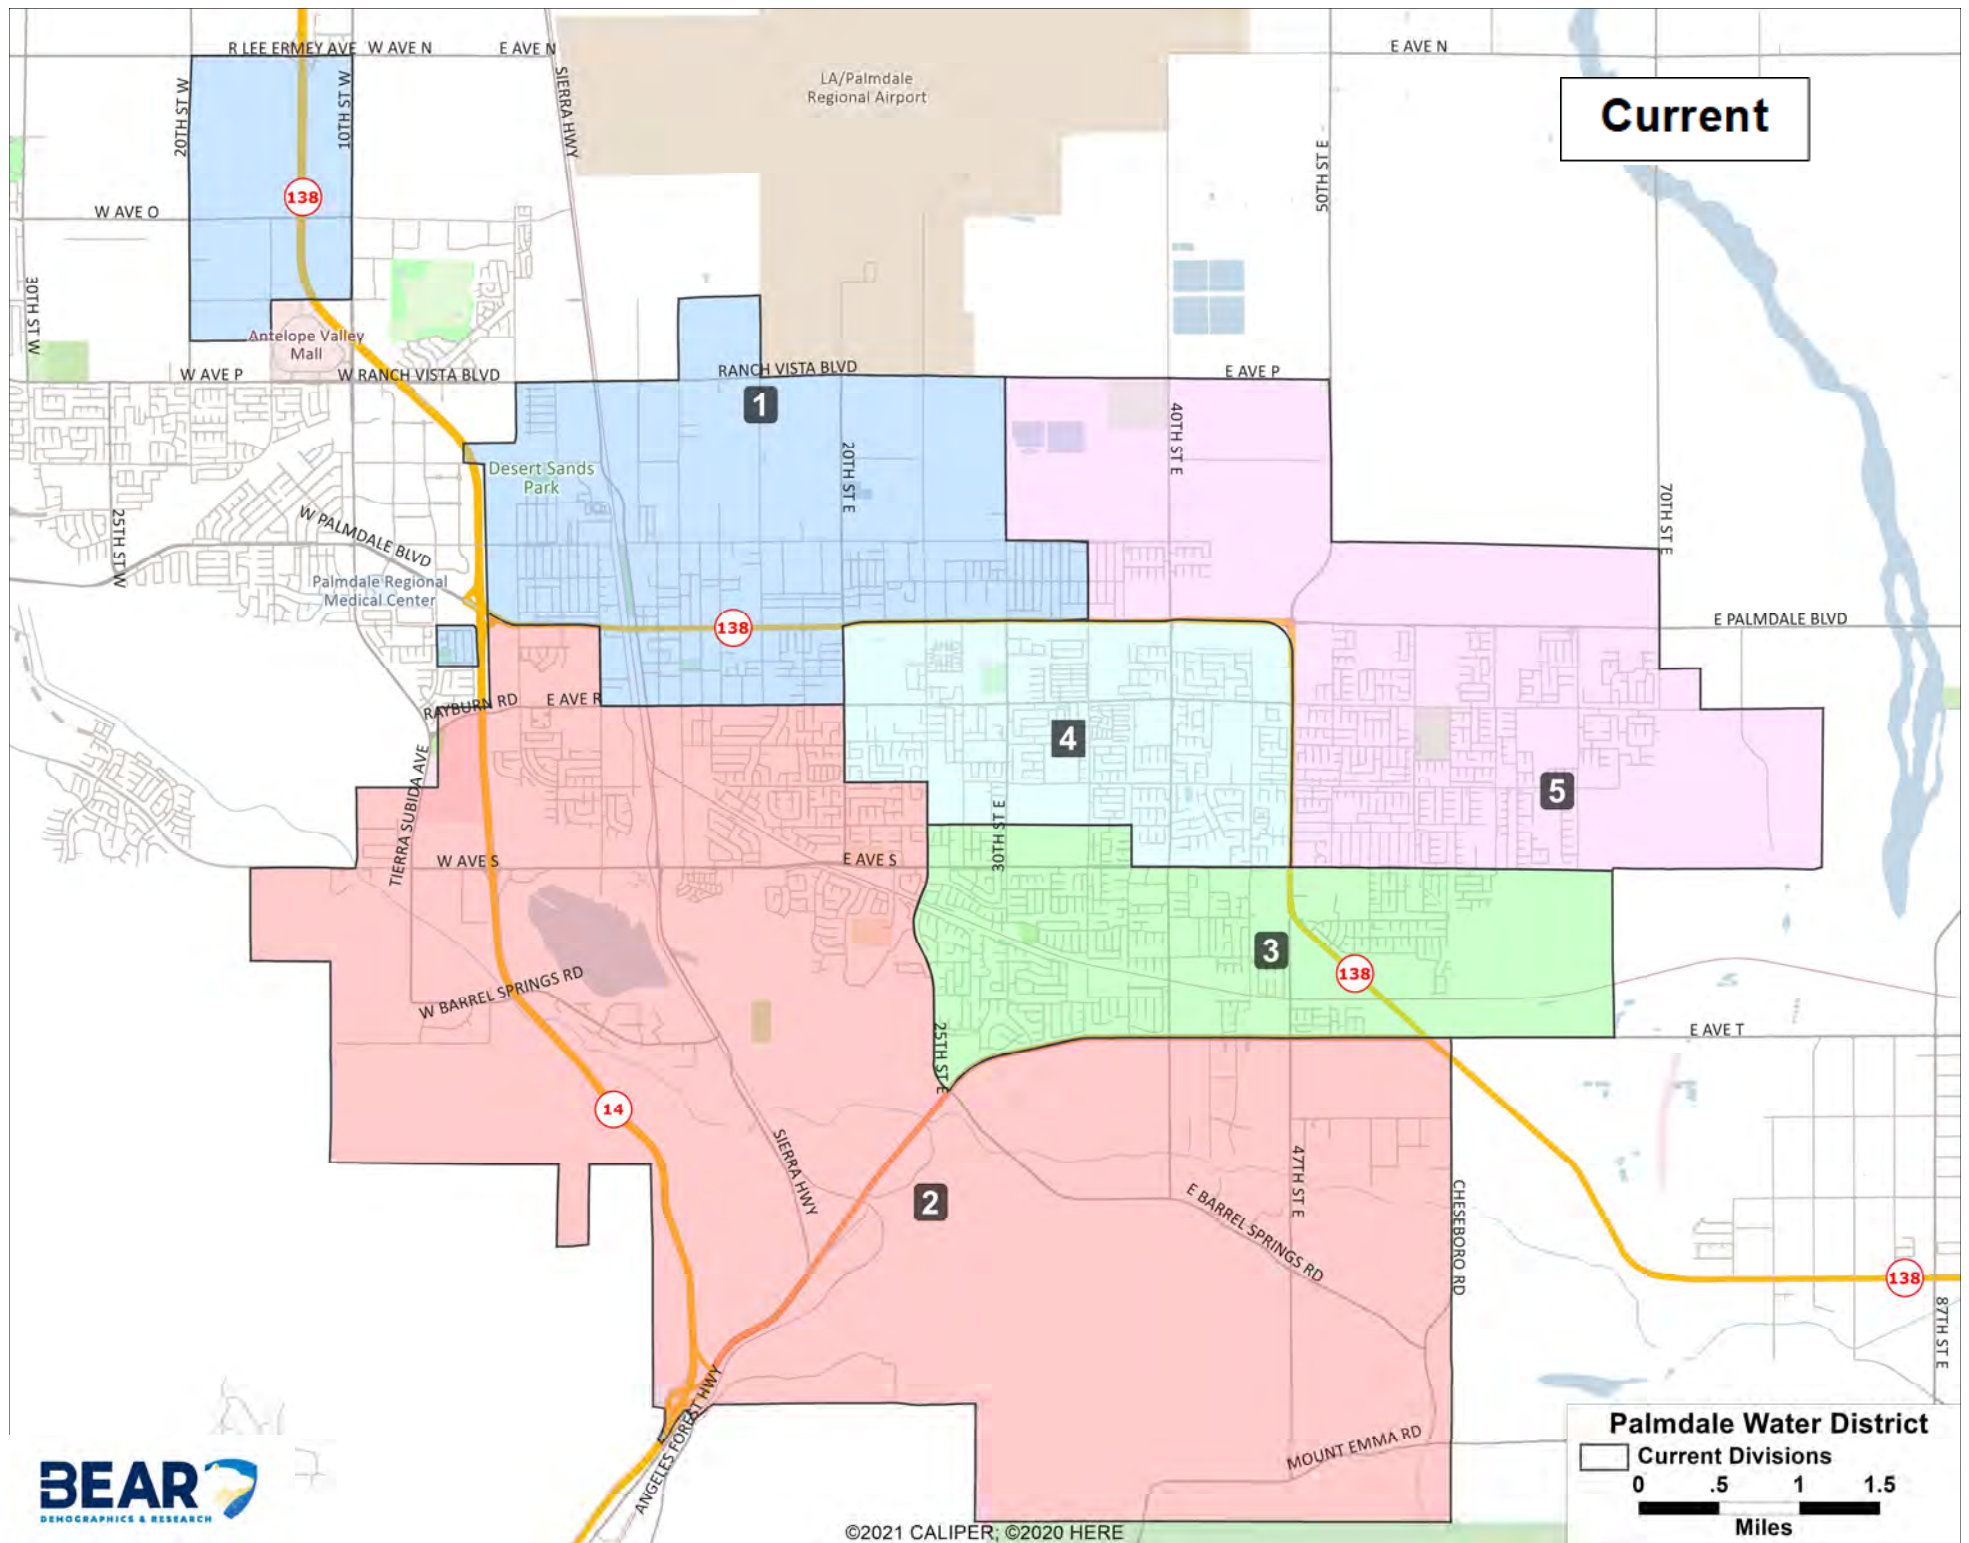 R LEE ERMEY AVE
W AVE N
E AVE N
E AVE N
LA/Palmdale
Regional Airport
Current
20TH ST W
10TH ST W
SIERRA HWY
50TH ST E
138
W AVE O
30TH ST W
Antelope Valley
Mall
W AVE P
W RANCH VISTA BLVD
RANCH VISTA BLVD
E AVE P
1
40TH ST E
20TH ST E
Desert Sands
Park
70TH ST E
25TH ST W
W PALMDALE BLVD
Palmdale Regional
Medical Center
138
E PALMDALE BLVD
RAYBURN RD
E AVE R
4
5
TIERRA SUBIDA AVE
30TH ST E
W AVE S
E AVE S
3
138
W BARREL SPRINGS RD
25TH ST E
E AVE T
14
SIERRA HWY
2
47TH ST E
E BARREL SPRINGS RD
CHESEBORO RD
138
87TH ST E
ANGELES FOREST HWY
MOUNT EMMA RD
Palmdale Water District
Current Divisions
0 .5 1 1.5
Miles
BEAR
DEMOGRAPHICS & RESEARCH
©2021 CALIPER; ©2020 HERE